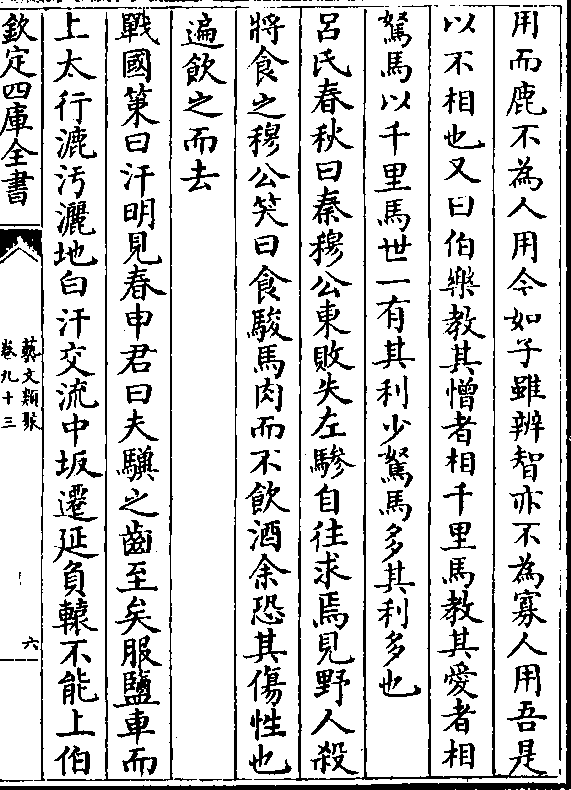 用而鹿不為人用今如子雖辨智亦不為寡人用吾是
以不相也又曰伯樂教其憎者相千里馬教其愛者相
駑馬以千里馬世一有其利少駑馬多其利多也
呂氏春秋曰秦穆公東敗失左驂自往求焉見野人殺
將食之穆公笑曰食駿馬肉而不飲酒余恐其傷性也
遍飲之而去
戰國策曰汗明見春申君曰夫驥之齒至矣服鹽車而
上太行漉汚灑地白汗交流中坂遷延負轅不能上伯
欽定四庫全書
藝文類聚
卷九十三
六